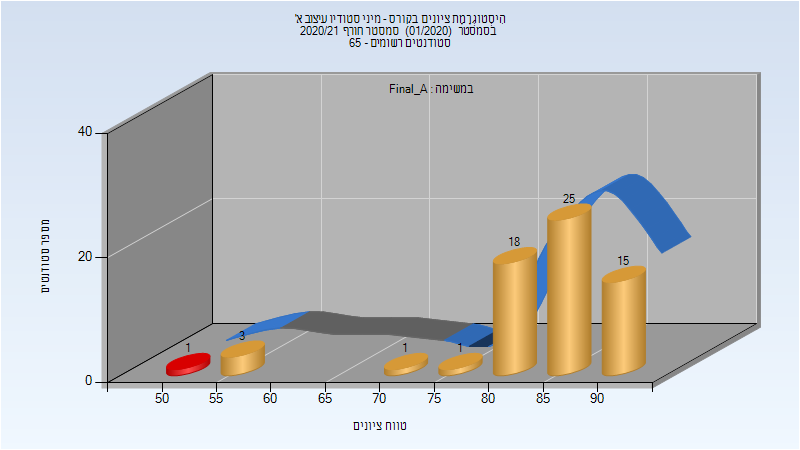 היסטוגרמת ציונים בקורס - מיני סטודיו עיצוב א'
בסמסטר (01/2020) סמסטר חורף 2020/21
סטודנטים רשומים - 65
במשימה : Final_A
40
20
0
מספר סטודנטים
1
3
1
1
18
25
15
50 55 60 65 70 75 80 85 90
טווח ציונים